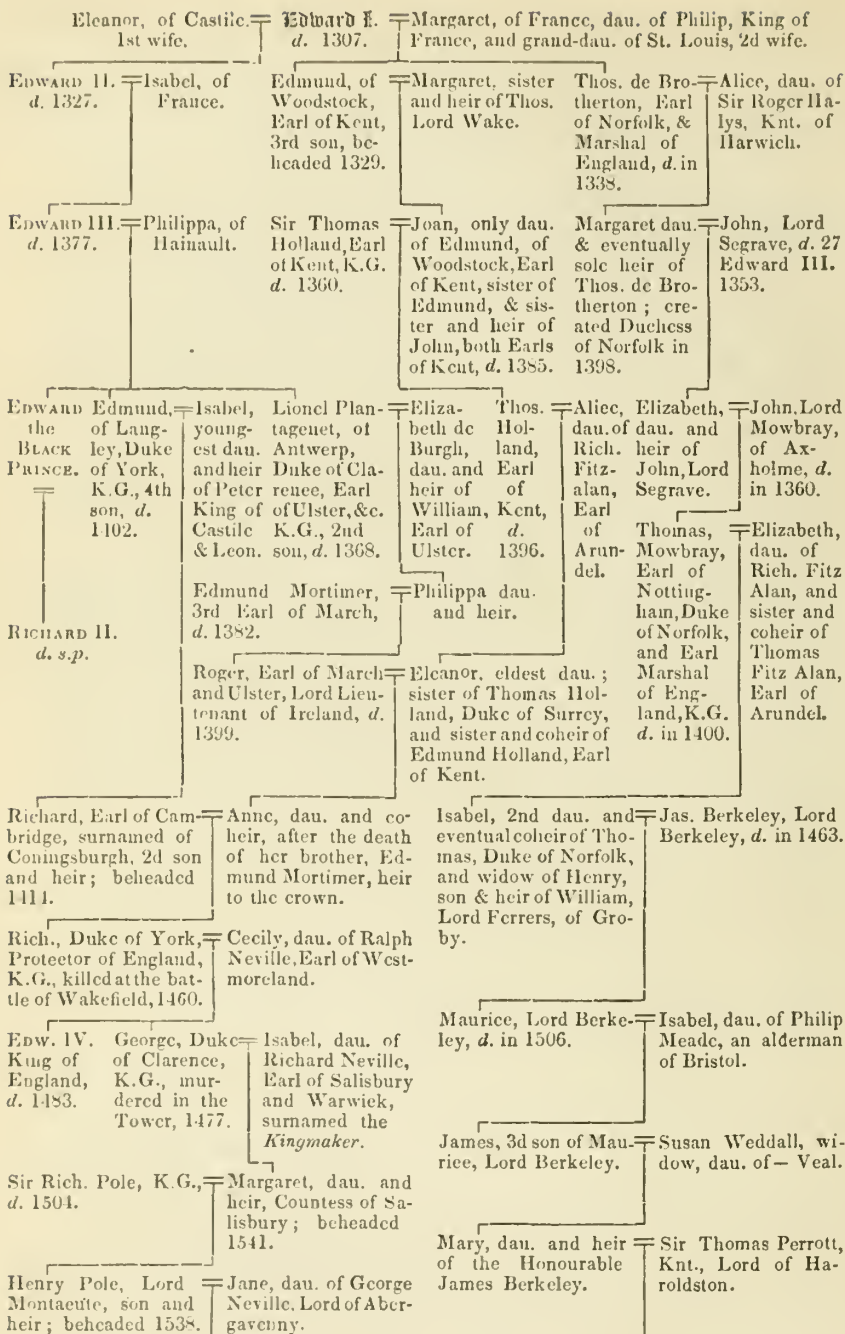 Eleanor, of Castile.
1st wife.
Edward I.
d. 1307.
Margaret, of France, dau. of Philip, King of
France, and grand-dau. of St. Louis, 2d wife.
EDWARD II.
d. 1327.
Isabel, of
France.
Edmund, of
Woodstock,
Earl of Kent,
3rd son, be-
headed 1329.
Margaret, sister
and heir of Thos.
Lord Wake.
Thos. de Bro-
therton, Earl
of Norfolk, &
Marshal of
England, d. in
1338.
Alice, dau. of
Sir Roger Ha-
lys, Knt. of
Harwich.
EDWARD III.
d. 1377.
Philippa, of
Hainault.
Sir Thomas
Holland, Earl
of Kent, K.G.
d. 1360.
Joan, only dau.
of Edmund, of
Woodstock, Earl
of Kent, sister of
Edmund, & sis-
ter and heir of
John, both Earls
of Kent, d. 1385.
Margaret dau.
& eventually
sole heir of
Thos. de Bro-
therton ; cre-
ated Duchess
of Norfolk in
1398.
John, Lord
Segrave, d. 27
Edward III.
1353.
EDWARD
the
BLACK
PRINCE.
Edmund,
of Lang-
ley, Duke
of York,
K.G., 4th
son, d.
1402.
Isabel,
young-
est dau.
and heir
of Peter
King of
Castile
& Leon.
Lionel Plan-
tagenet, of
Antwerp,
Duke of Cla-
rence, Earl
of Ulster, &c.
K.G., 2nd
son, d. 1368.
Eliza-
beth de
Burgh,
dau. and
heir of
William,
Earl of
Ulster.
Thos.
Hol-
land,
Earl
of
Kent,
d.
1396.
Alice,
dau. of
Rich.
Fitz-
alan,
Earl
of
Arun-
del.
Elizabeth,
dau. and
heir of
John, Lord
Segrave.
John, Lord
Mowbray,
of Ax-
holme, d.
in 1360.
RICHARD II.
d. s.p.
Edmund Mortimer,
3rd Earl of March,
d. 1382.
Philippa dau.
and heir.
Thomas,
Mowbray,
Earl of
Notting-
ham, Duke
of Norfolk,
and Earl
Marshal
of Eng-
land, K.G.
d. in 1400.
Elizabeth,
dau. of
Rich. Fitz
Alan, and
sister and
coheir of
Thomas
Fitz Alan,
Earl of
Arundel.
Roger, Earl of March
and Ulster, Lord Lieu-
tenant of Ireland, d.
1399.
Eleanor, eldest dau. ;
sister of Thomas Hol-
land, Duke of Surrey,
and sister and coheir of
Edmund Holland, Earl
of Kent.
Richard, Earl of Cam-
bridge, surnamed of
Coningsburgh, 2d son
and heir ; beheaded
1414.
Anne, dau. and co-
heir, after the death
of her brother, Ed-
mund Mortimer, heir
to the crown.
Isabel, 2nd dau. and
eventual coheir of Tho-
mas, Duke of Norfolk,
and widow of Henry,
son & heir of William,
Lord Ferrers, of Gro-
by.
Jas. Berkeley, Lord
Berkeley, d. in 1463.
Rich., Duke of York,
Protector of England,
K.G., killed at the bat-
tle of Wakefield, 1460.
Cecily, dau. of Ralph
Neville, Earl of West-
moreland.
Edw. IV.
King of
England,
d. 1483.
George, Duke
of Clarence,
K.G., mur-
dered in the
Tower, 1477.
Isabel, dau. of
Richard Neville,
Earl of Salisbury
and Warwick,
surnamed the
Kingmaker.
Maurice, Lord Berke-
ley, d. in 1506.
Isabel, dau. of Philip
Meade, an alderman
of Bristol.
James, 3d son of Mau-
rice, Lord Berkeley.
Susan Weddall, wi-
dow, dau. of — Veal.
Sir Rich. Pole, K.G.,
d. 1504.
Margaret, dau. and
heir, Countess of Sa-
lisbury ; beheaded
1541.
Mary, dau. and heir
of the Honourable
James Berkeley.
Sir Thomas Perrott,
Knt., Lord of Ha-
roldston.
Henry Pole, Lord
Montacute, son and
heir ; beheaded 1538.
Jane, dau. of George
Neville, Lord of Aber-
gavenny.